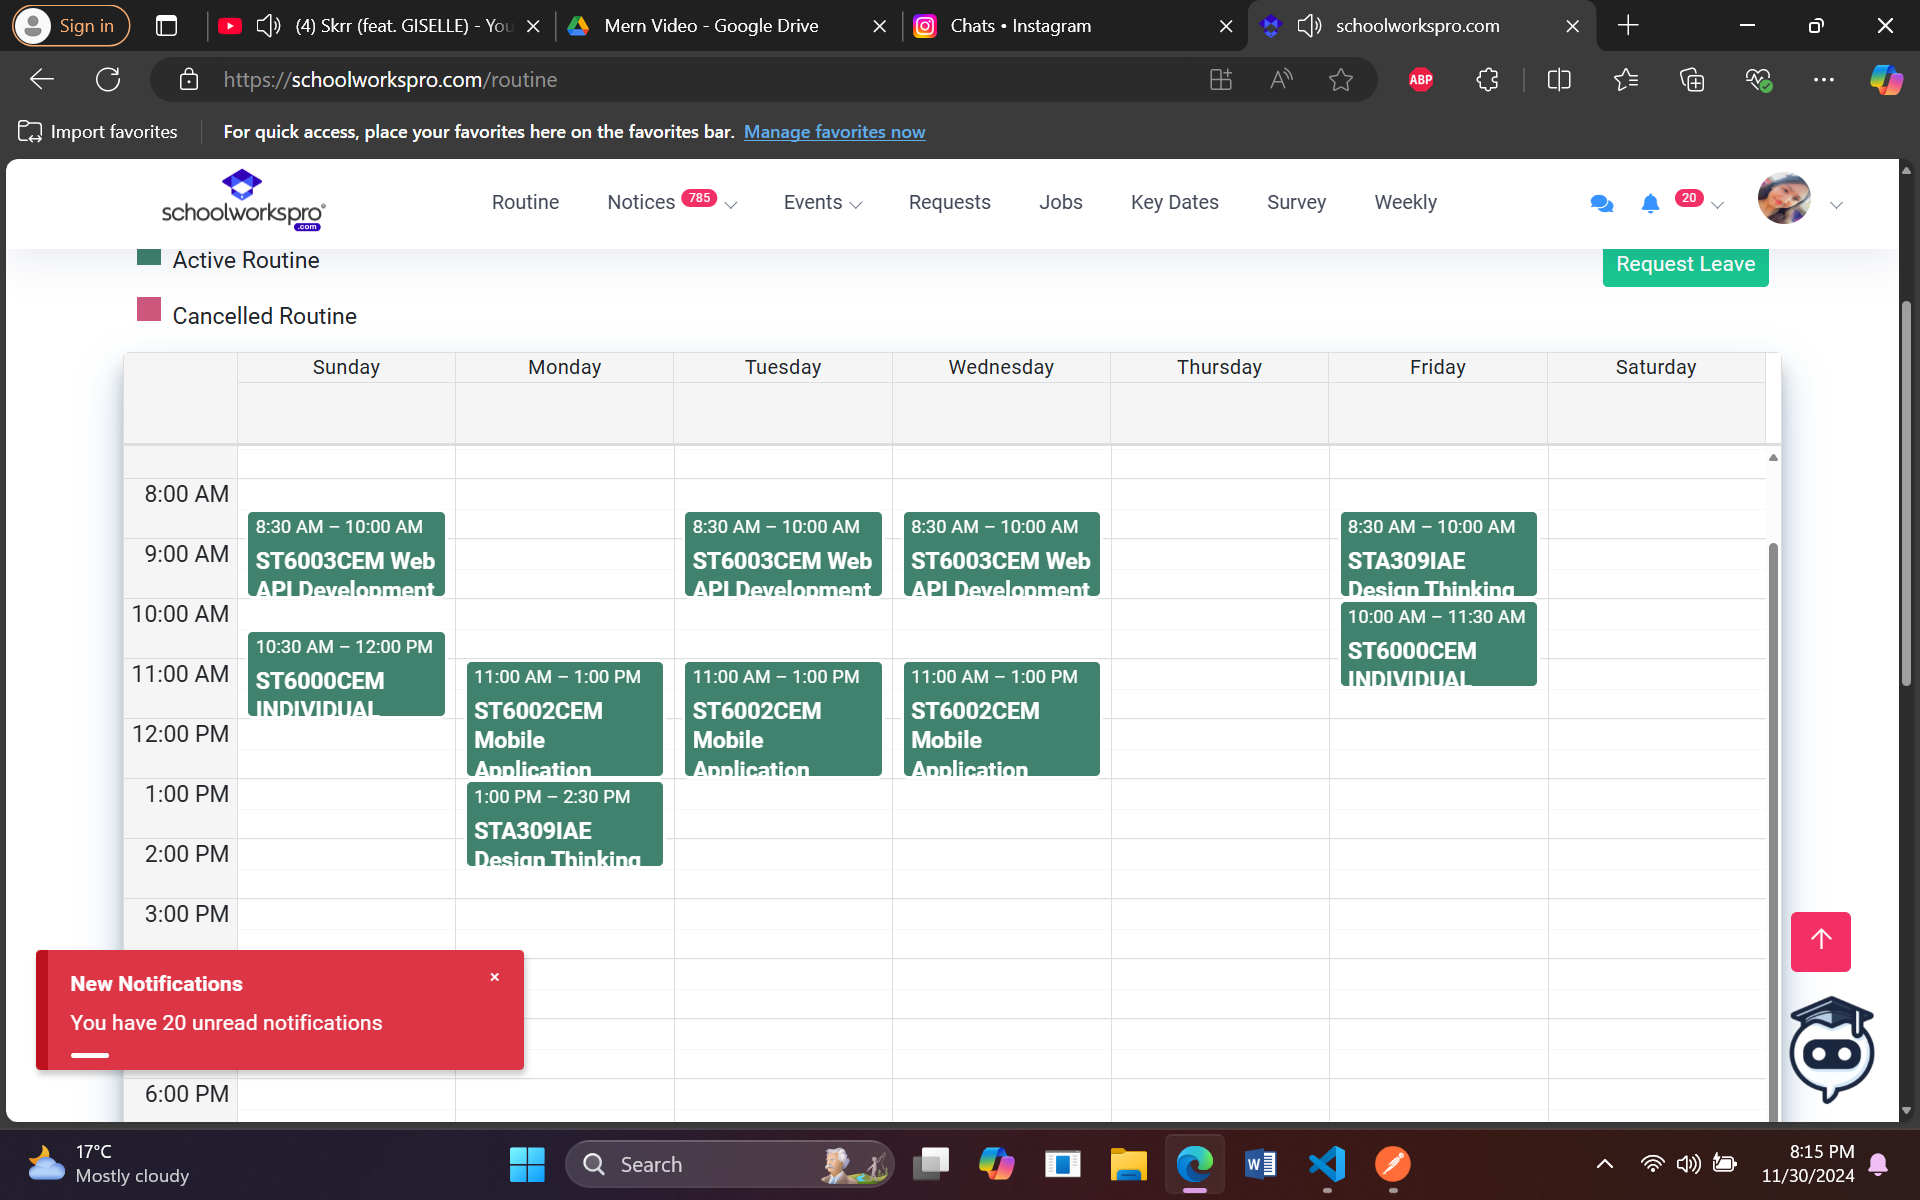 Sign in
(4) Skrr (feat. GISELLE) - You
Mern Video - Google Drive
Chats • Instagram
schoolworkspro.com
https://schoolworkspro.com/routine
ABP
Import favorites
For quick access, place your favorites here on the favorites bar. Manage favorites now
schoolworkspro
.com
Routine
Notices 785
Events
Requests
Jobs
Key Dates
Survey
Weekly
20
Active Routine
Request Leave
Cancelled Routine
Sunday Monday Tuesday Wednesday Thursday Friday Saturday
8:00 AM
8:30 AM – 10:00 AM
ST6003CEM Web
API Development
8:30 AM – 10:00 AM
ST6003CEM Web
API Development
8:30 AM – 10:00 AM
ST6003CEM Web
API Development
8:30 AM – 10:00 AM
STA309IAE
Design Thinking
9:00 AM
10:00 AM
10:00 AM – 11:30 AM
ST6000CEM
INDIVIDUAL
10:30 AM – 12:00 PM
ST6000CEM
INDIVIDUAL
11:00 AM
11:00 AM – 1:00 PM
ST6002CEM
Mobile
Application
11:00 AM – 1:00 PM
ST6002CEM
Mobile
Application
11:00 AM – 1:00 PM
ST6002CEM
Mobile
Application
12:00 PM
1:00 PM
1:00 PM – 2:30 PM
STA309IAE
Design Thinking
2:00 PM
3:00 PM
New Notifications
You have 20 unread notifications
6:00 PM
17°C
Mostly cloudy
Search
8:15 PM
11/30/2024